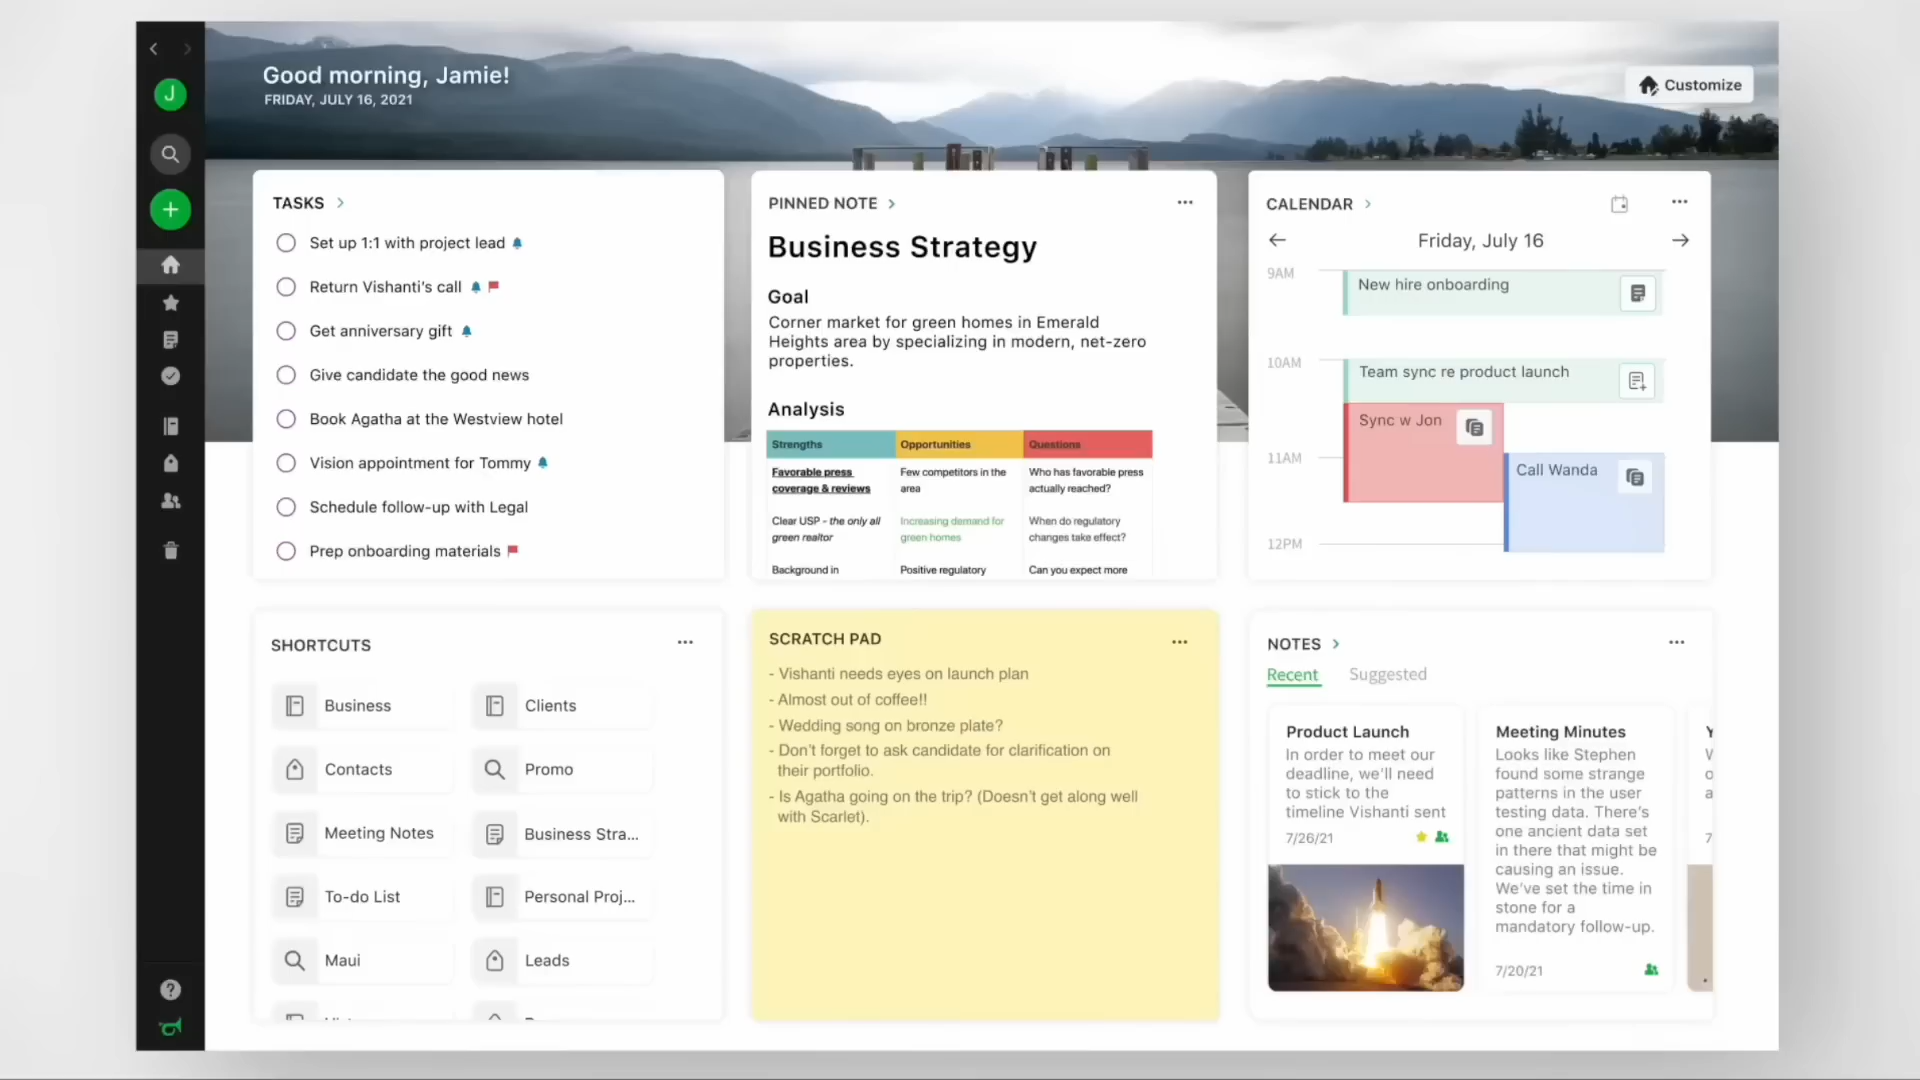 Good morning, Jamie!
FRIDAY, JULY 16, 2021
J
Customize
TASKS
Set up 1:1 with project lead
Return Vishanti's call
Get anniversary gift
Give candidate the good news
Book Agatha at the Westview hotel
Vision appointment for Tommy
Schedule follow-up with Legal
Prep onboarding materials
PINNED NOTE
Business Strategy
Goal
Corner market for green homes in Emerald
Heights area by specializing in modern, net-zero
properties.
Analysis
Strengths Opportunities Questions
Favorable press
coverage & reviews
Few competitors in the
area
Who has favorable press
actually reached?
Clear USP - the only all
green realtor
Increasing demand for
green homes
When do regulatory
changes take effect?
Background in
Positive regulatory
Can you expect more
CALENDAR
Friday, July 16
9AM
New hire onboarding
10AM
Team sync re product launch
Sync w Jon
11AM
Call Wanda
12PM
SHORTCUTS
Business
Clients
Contacts
Promo
Meeting Notes
Business Stra...
To-do List
Personal Proj...
Maui
Leads
SCRATCH PAD
- Vishanti needs eyes on launch plan
- Almost out of coffee!!
- Wedding song on bronze plate?
- Don't forget to ask candidate for clarification on
their portfolio.
- Is Agatha going on the trip? (Doesn't get along well
with Scarlet).
NOTES
Recent
Suggested
Product Launch
In order to meet our
deadline, we'll need
to stick to the
timeline Vishanti sent
7/26/21
Meeting Minutes
Looks like Stephen
found some strange
patterns in the user
testing data. There's
one ancient data set
in there that might be
causing an issue.
We've set the time in
stone for a
mandatory follow-up.
7/20/21